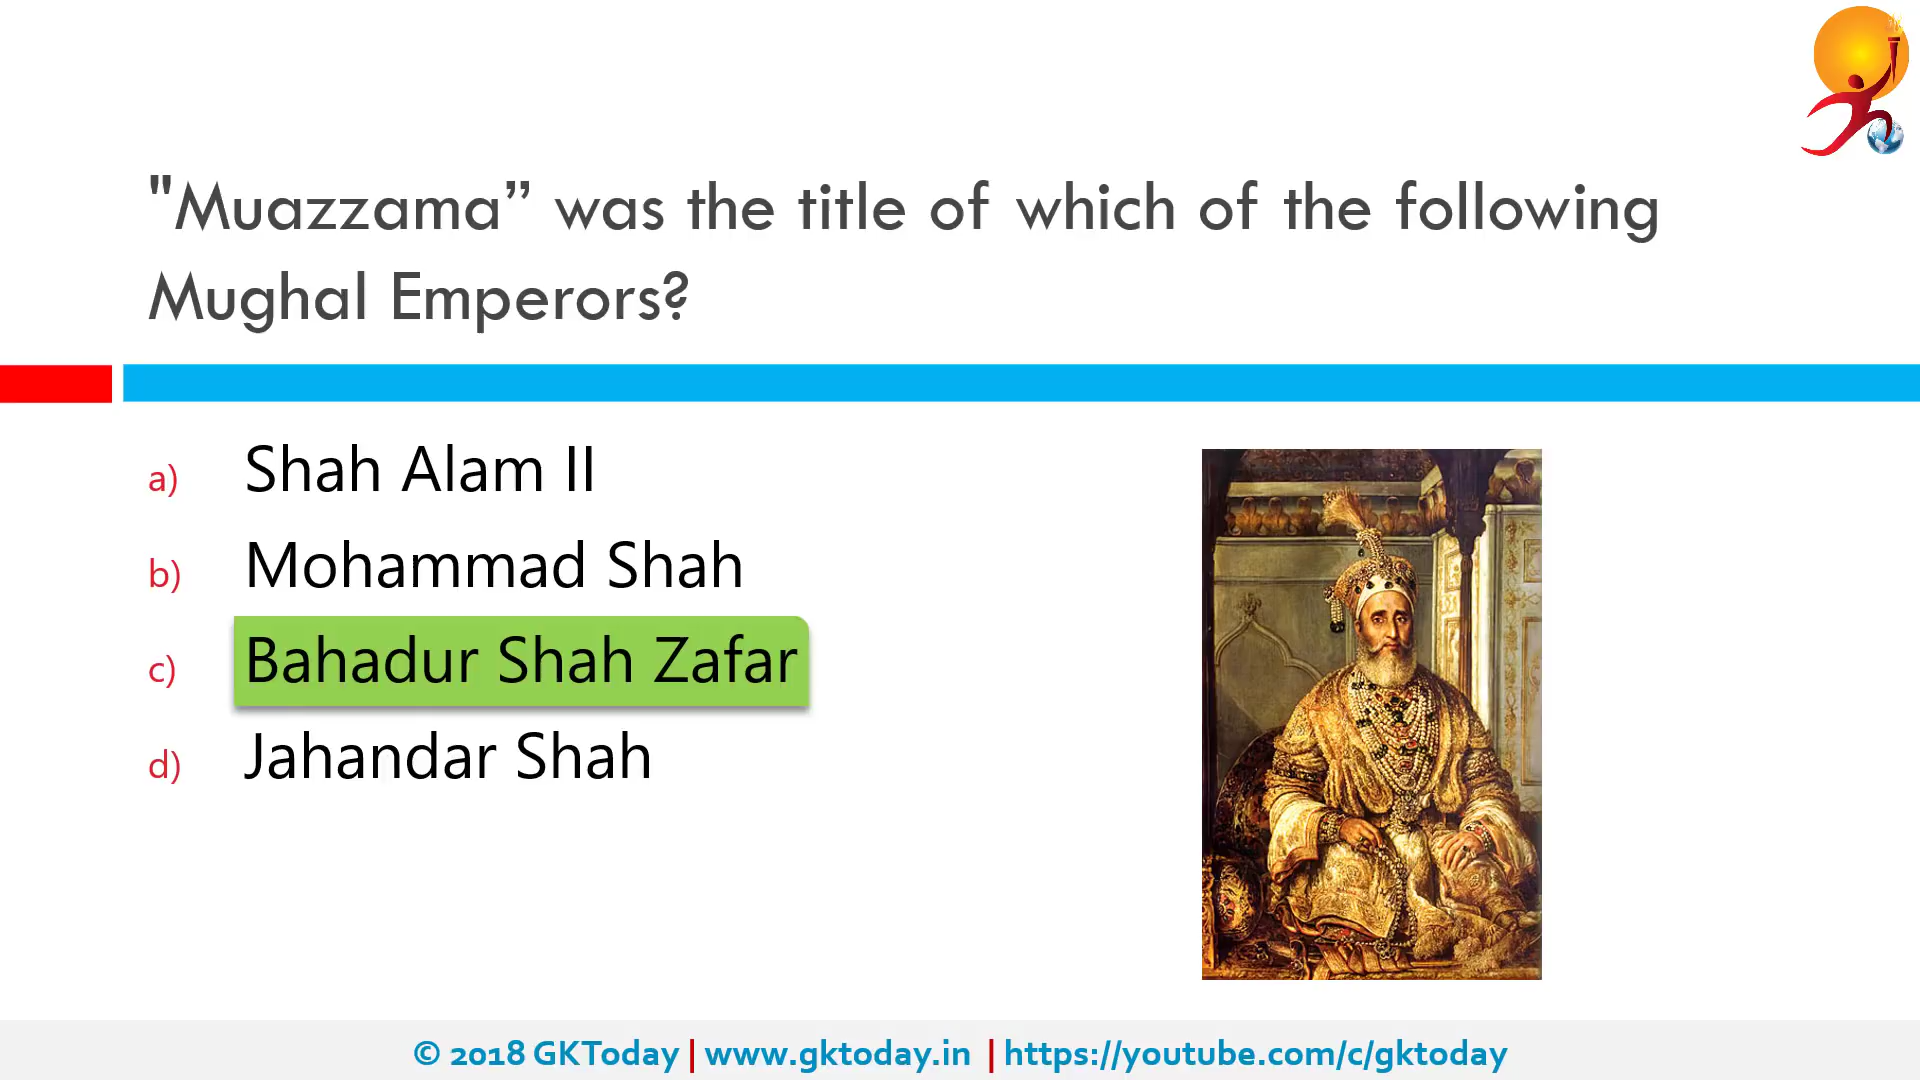 "Muazzama” was the title of which of the following
Mughal Emperors?
a) Shah Alam II
b) Mohammad Shah
c) Bahadur Shah Zafar
d) Jahandar Shah
© 2018 GKToday | www.gktoday.in | https://youtube.com/c/gktoday